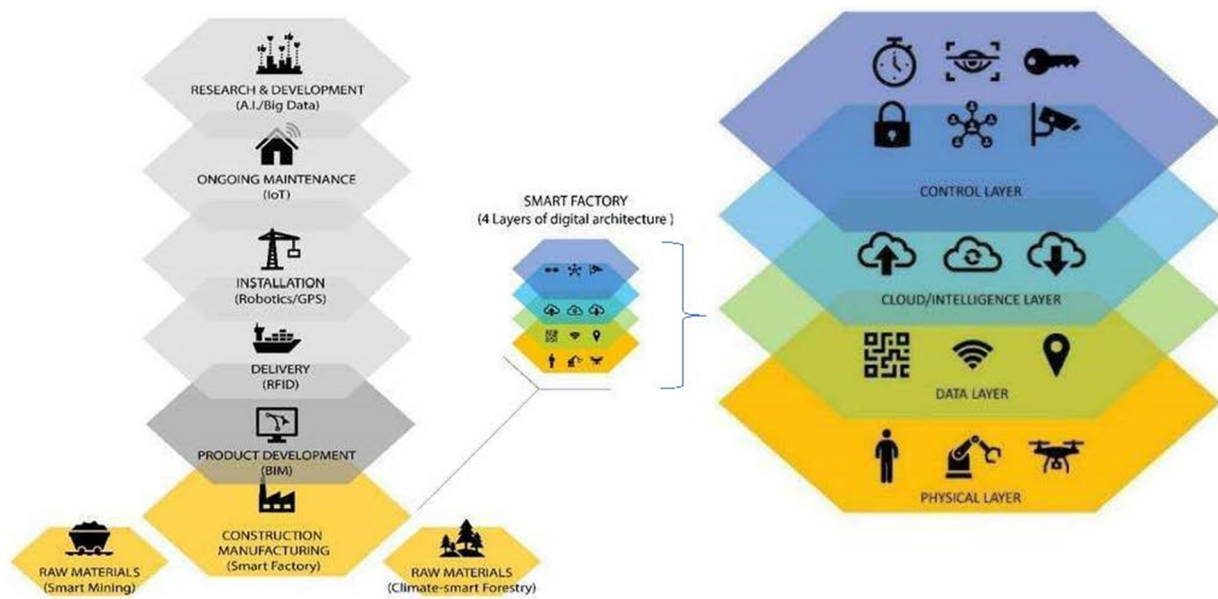 RESEARCH & DEVELOPMENT
(A.I./Big Data)
ONGOING MAINTENANCE
(IoT)
INSTALLATION
(Robotics/GPS)
DELIVERY
(RFID)
PRODUCT DEVELOPMENT
(BIM)
CONSTRUCTION
MANUFACTURING
(Smart Factory)
RAW MATERIALS
(Smart Mining)
RAW MATERIALS
(Climate-smart Forestry)
SMART FACTORY
(4 Layers of digital architecture )
CONTROL LAYER
CLOUD/INTELLIGENCE LAYER
DATA LAYER
PHYSICAL LAYER